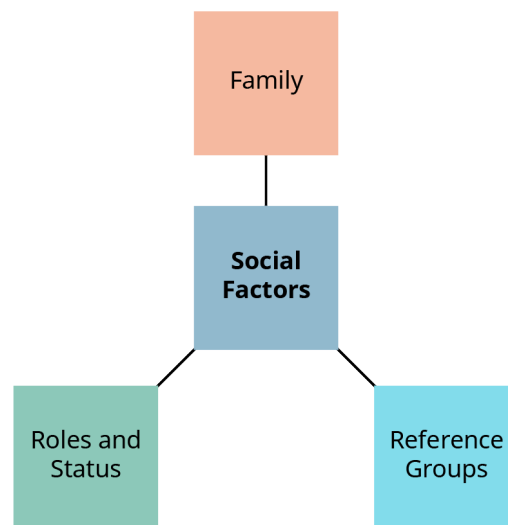 Family
Social
Factors
Roles and
Status
Reference
Groups